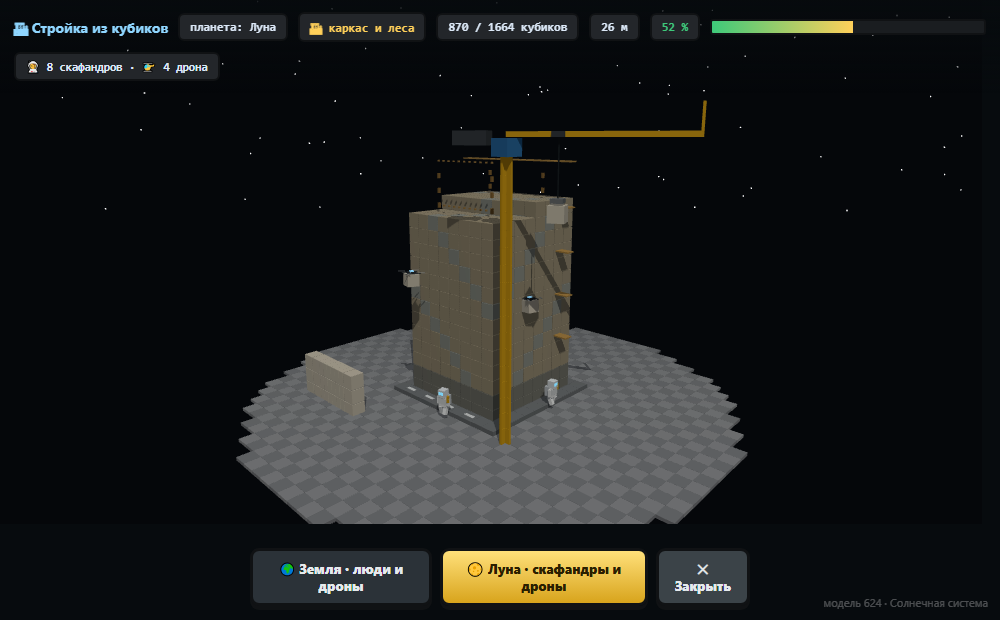 Стройка из кубиков
планета: Луна
каркас и леса
870 / 1664 кубиков
26 м
52 %
8 скафандров · 4 дрона
Земля · люди и
дроны
Луна · скафандры и
дроны
Закрыть
модель 624 · Солнечная система